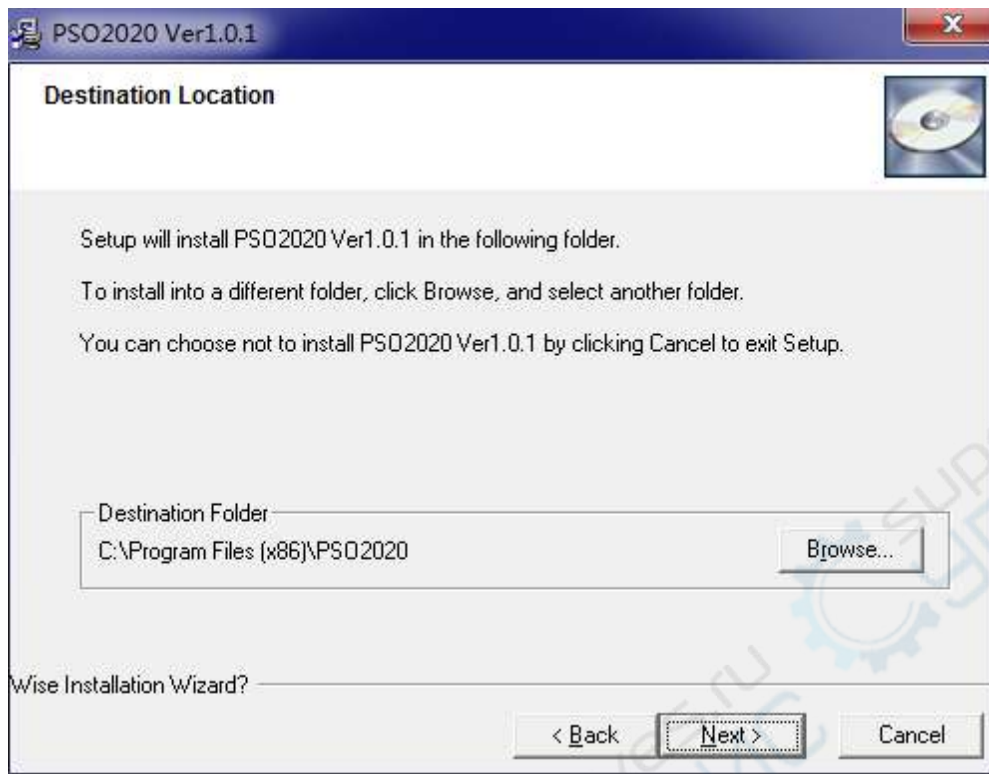 PSO2020 Ver1.0.1
Destination Location
Setup will install PSO2020 Ver1.0.1 in the following folder.
To install into a different folder, click Browse, and select another folder.
You can choose not to install PSO2020 Ver1.0.1 by clicking Cancel to exit Setup.
Destination Folder
C:\Program Files (x86)\PSO2020
Browse...
Wise Installation Wizard?
< Back
Next >
Cancel